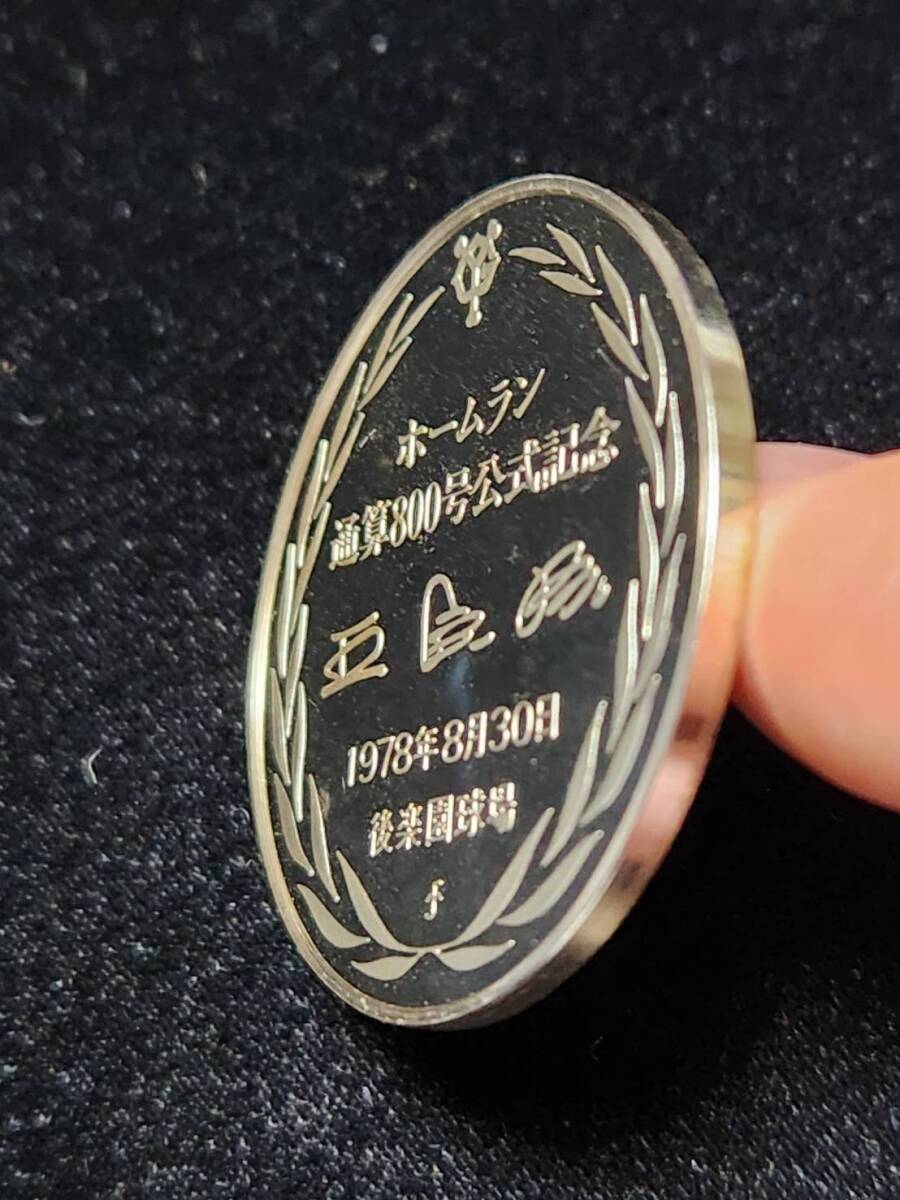 ホームラン
通算800号公式記念
王貞治
1978年8月30日
後楽園球場
f